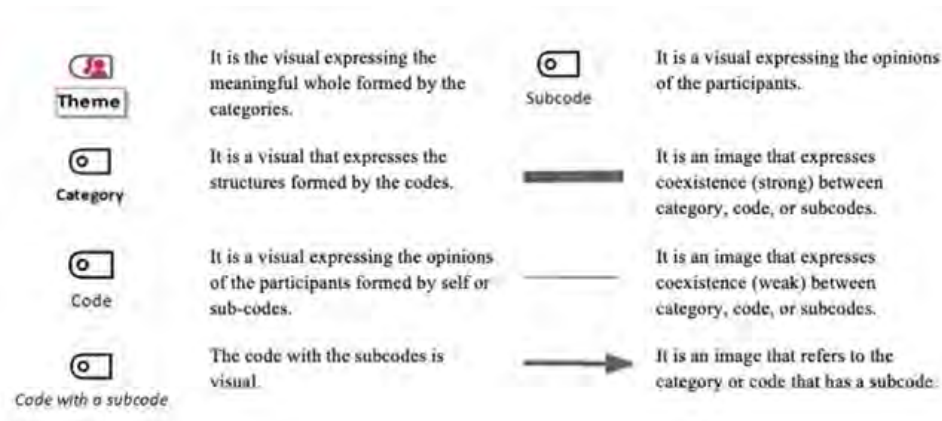 Theme
It is the visual expressing the
meaningful whole formed by the
categories.
Category
It is a visual that expresses the
structures formed by the codes.
Code
It is a visual expressing the opinions
of the participants formed by self or
sub-codes.
Code with a subcode
The code with the subcodes is
visual.
Subcode
It is a visual expressing the opinions
of the participants.
It is an image that expresses
coexistence (strong) between
category, code, or subcodes.
It is an image that expresses
coexistence (weak) between
category, code, or subcodes.
It is an image that refers to the
category or code that has a subcode.